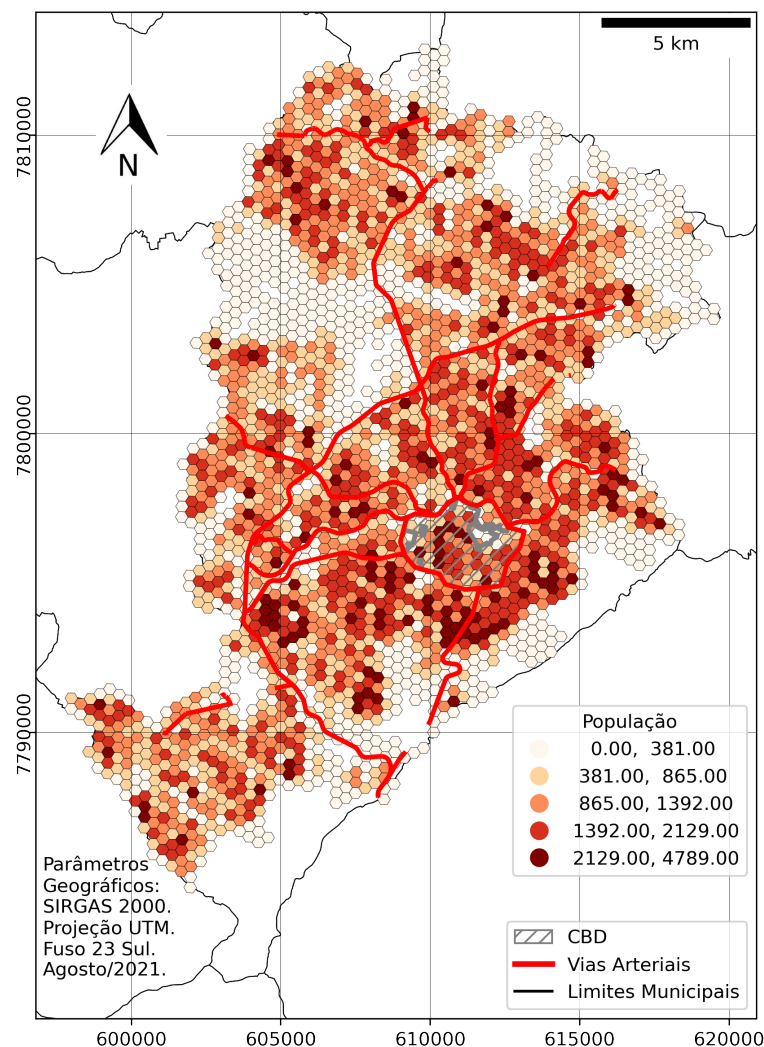 5 km
N
7810000
7800000
7790000
População
0.00, 381.00
381.00, 865.00
865.00, 1392.00
1392.00, 2129.00
2129.00, 4789.00
Parâmetros
Geográficos:
SIRGAS 2000.
Projeção UTM.
Fuso 23 Sul.
Agosto/2021.
CBD
Vias Arteriais
Limites Municipais
600000 605000 610000 615000 620000